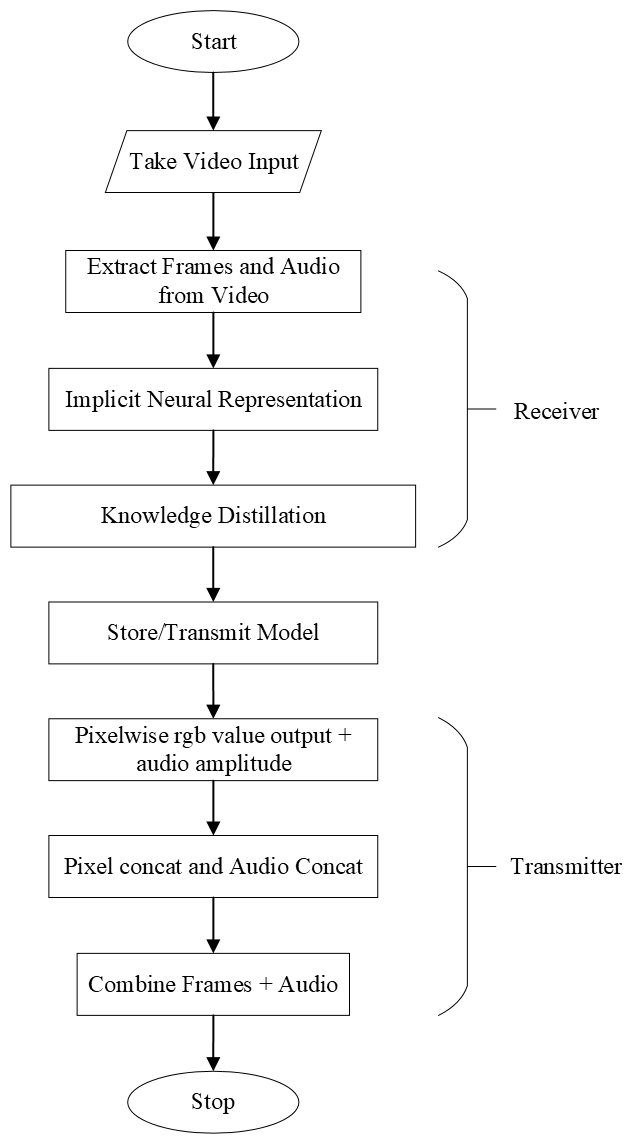 Start
Take Video Input
Extract Frames and Audio
from Video
Implicit Neural Representation
Receiver
Knowledge Distillation
Store/Transmit Model
Pixelwise rgb value output +
audio amplitude
Pixel concat and Audio Concat
Transmitter
Combine Frames + Audio
Stop